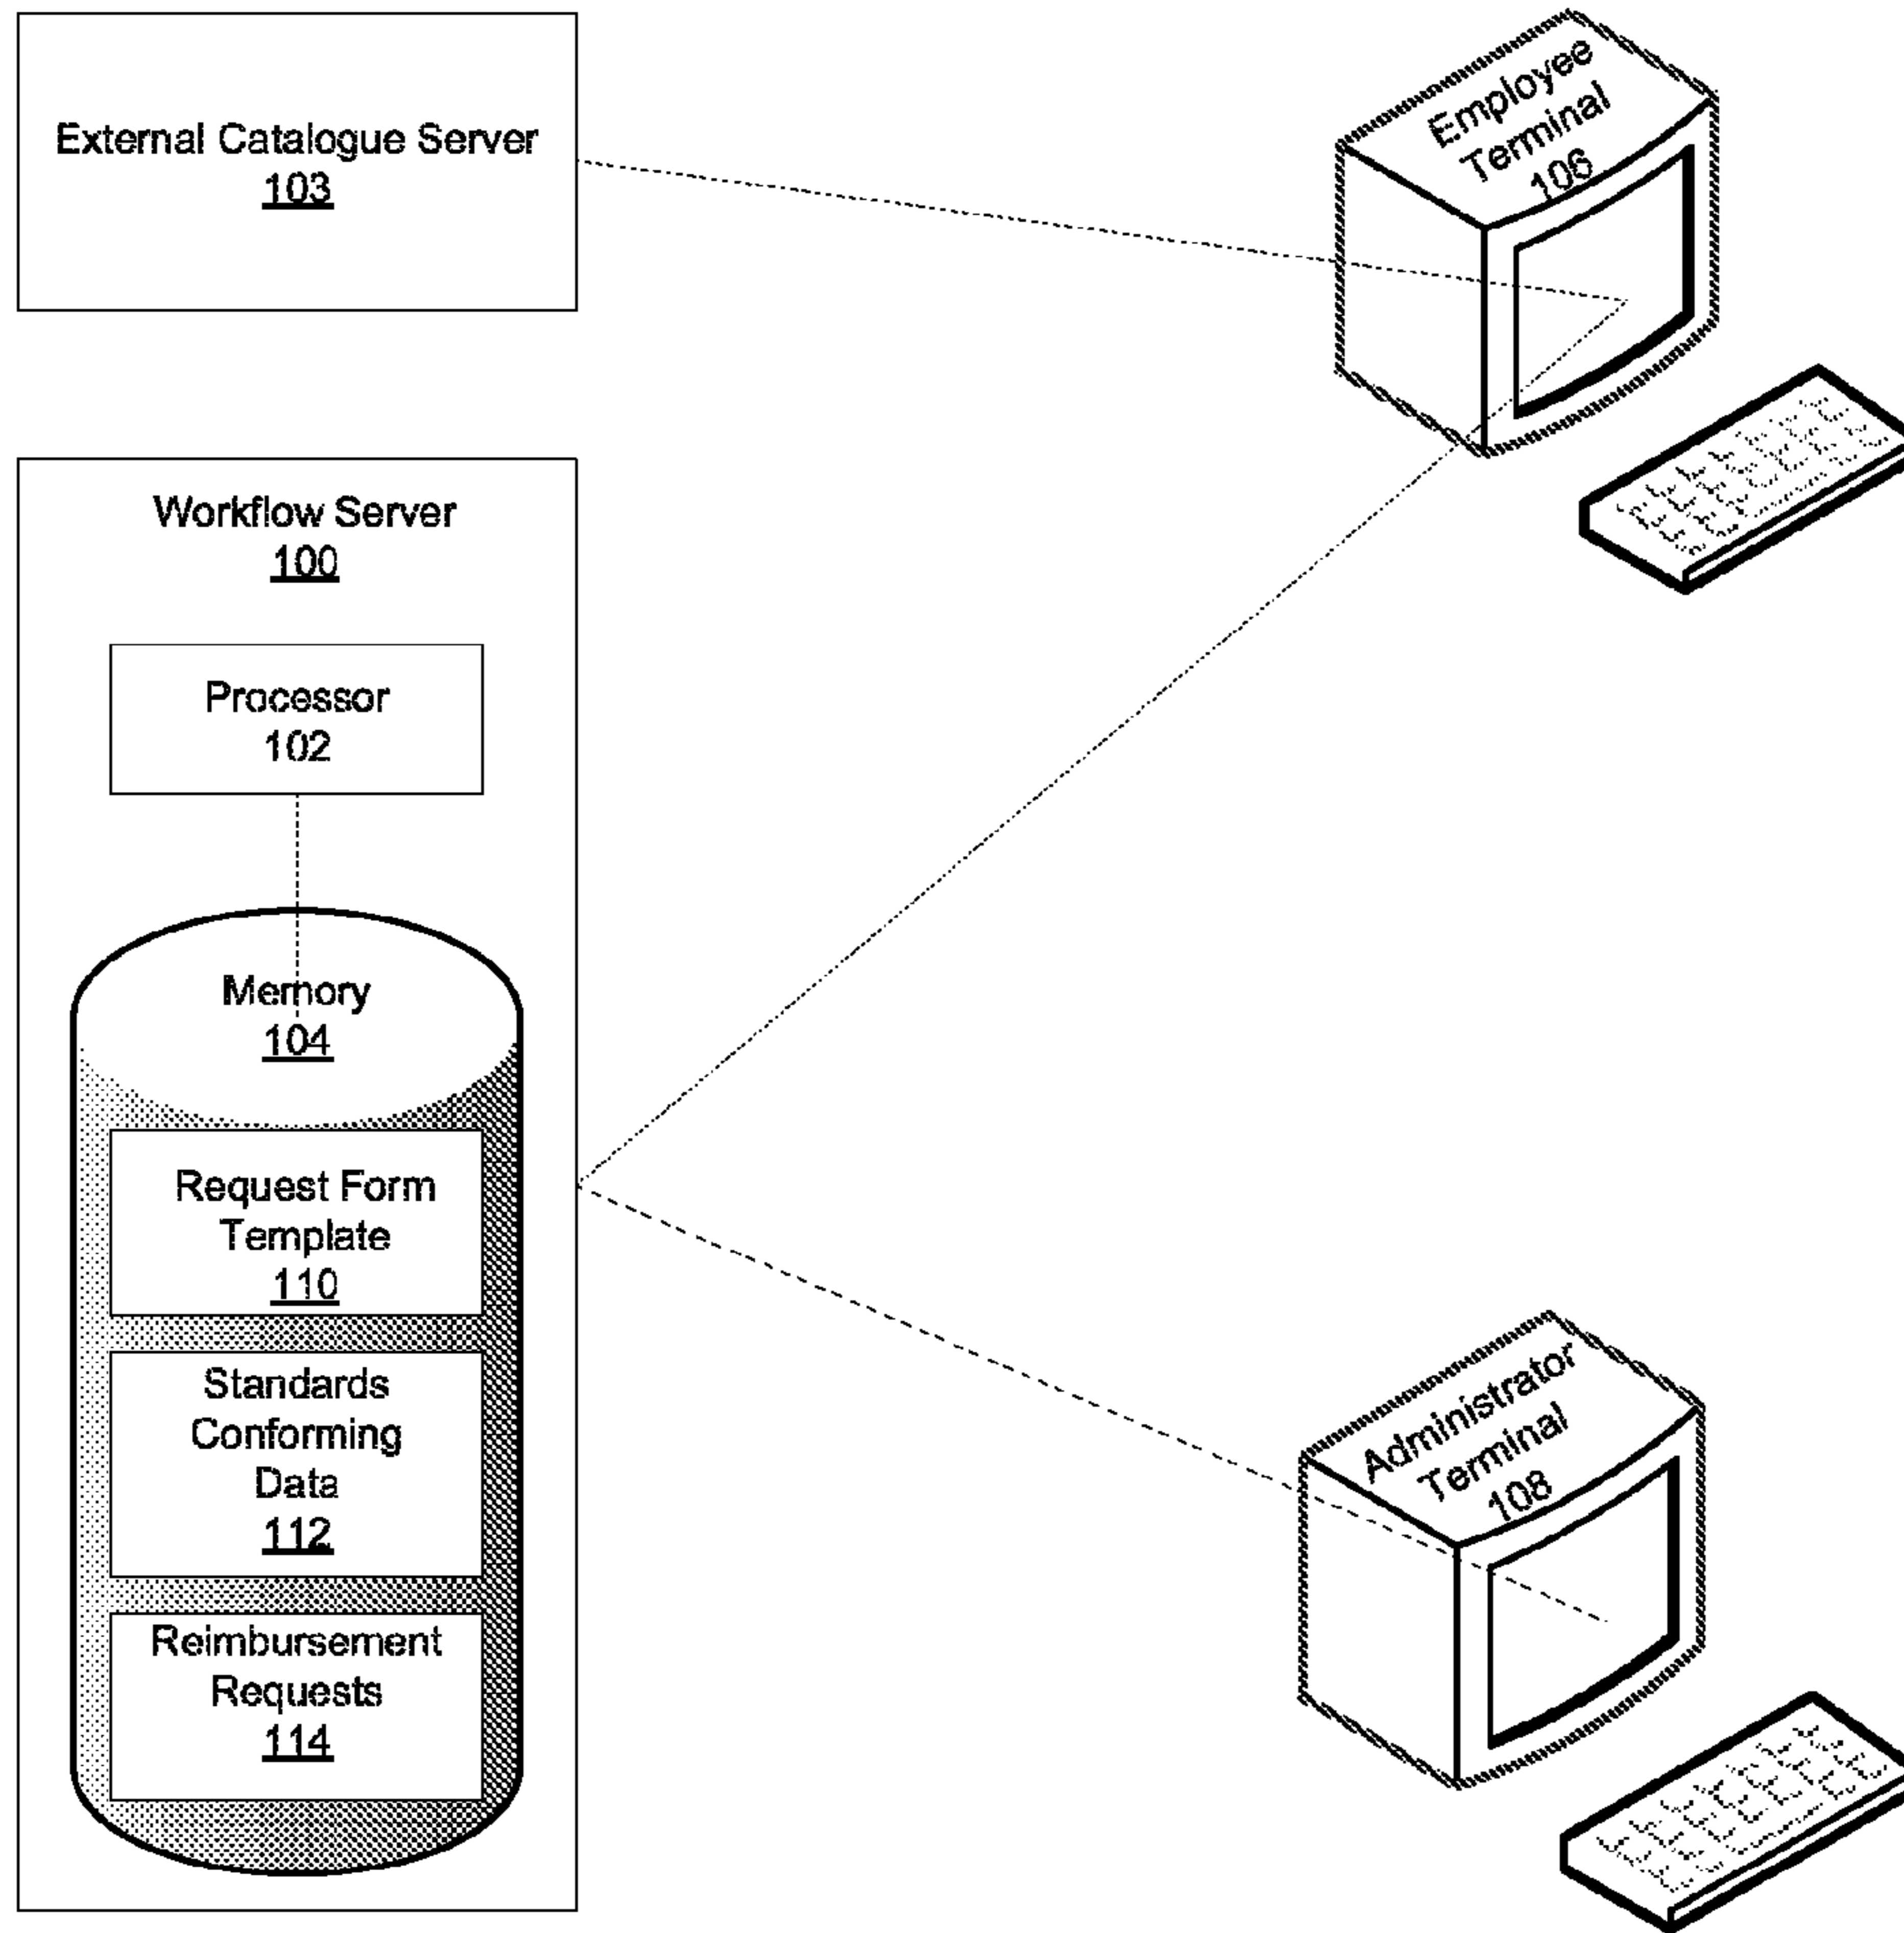 External Catalogue Server
103
Employee
Terminal
106
Workflow Server
100
Processor
102
Memory
104
Request Form
Template
110
Standards
Conforming
Data
112
Reimbursement
Requests
114
Administrator
Terminal
108